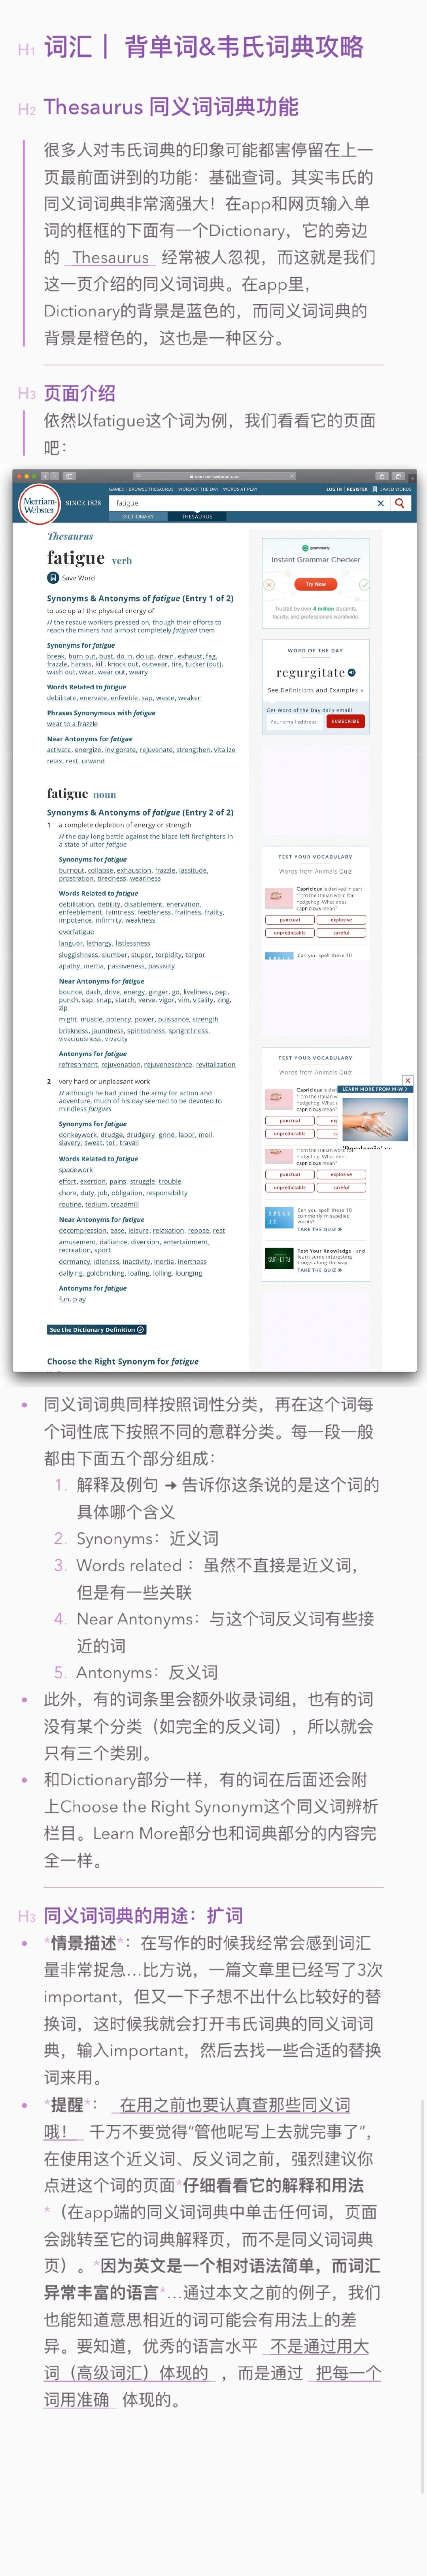 H1 词汇｜ 背单词&韦氏词典攻略
H2 Thesaurus 同义词词典功能
很多人对韦氏词典的印象可能都害停留在上一
页最前面讲到的功能：基础查词。其实韦氏的
同义词词典非常滴强大！在app和网页输入单
词的框框的下面有一个Dictionary，它的旁边
的 Thesaurus 经常被人忽视，而这就是我们
这一页介绍的同义词词典。在app里，
Dictionary的背景是蓝色的，而同义词词典的
背景是橙色的，这也是一种区分。
H3 页面介绍
依然以fatigue这个词为例，我们看看它的页面
吧：
merriam-webster.com
GAMES | BROWSE THESAURUS | WORD OF THE DAY | WORDS AT PLAY
LOG IN | REGISTER SAVED WORDS
Merriam-
Webster
SINCE 1828
fatigue
DICTIONARY THESAURUS
Thesaurus
fatigue verb
Save Word
Synonyms & Antonyms of fatigue (Entry 1 of 2)
to use up all the physical energy of
// the rescue workers pressed on, though their efforts to
reach the miners had almost completely fatigued them
Synonyms for fatigue
break, burn out, bust, do in, do up, drain, exhaust, fag,
frazzle, harass, kill, knock out, outwear, tire, tucker (out),
wash out, wear, wear out, weary
Words Related to fatigue
debilitate, enervate, enfeeble, sap, waste, weaken
Phrases Synonymous with fatigue
wear to a frazzle
Near Antonyms for fatigue
activate, energize, invigorate, rejuvenate, strengthen, vitalize
relax, rest, unwind
fatigue noun
Synonyms & Antonyms of fatigue (Entry 2 of 2)
1 a complete depletion of energy or strength
// the day-long battle against the blaze left firefighters in
a state of utter fatigue
Synonyms for fatigue
burnout, collapse, exhaustion, frazzle, lassitude,
prostration, tiredness, weariness
Words Related to fatigue
debilitation, debility, disablement, enervation,
enfeeblement, faintness, feebleness, frailness, frailty,
impotence, infirmity, weakness
overfatigue
languor, lethargy, listlessness
sluggishness, slumber, stupor, torpidity, torpor
apathy, inertia, passiveness, passivity
Near Antonyms for fatigue
bounce, dash, drive, energy, ginger, go, liveliness, pep,
punch, sap, snap, starch, verve, vigor, vim, vitality, zing,
zip
might, muscle, potency, power, puissance, strength
briskness, jauntiness, spiritedness, sprightliness,
vivaciousness, vivacity
Antonyms for fatigue
refreshment, rejuvenation, rejuvenescence, revitalization
2 very hard or unpleasant work
// although he had joined the army for action and
adventure, much of his day seemed to be devoted to
mindless fatigues
Synonyms for fatigue
donkeywork, drudge, drudgery, grind, labor, moil,
slavery, sweat, toil, travail
Words Related to fatigue
spadework
effort, exertion, pains, struggle, trouble
chore, duty, job, obligation, responsibility
routine, tedium, treadmill
Near Antonyms for fatigue
decompression, ease, leisure, relaxation, repose, rest
amusement, dalliance, diversion, entertainment,
recreation, sport
dormancy, idleness, inactivity, inertia, inertness
dallying, goldbricking, loafing, lolling, lounging
Antonyms for fatigue
fun, play
See the Dictionary Definition
Choose the Right Synonym for fatigue
grammarly
Instant Grammar Checker
Try Now
Trusted by over 4 million students,
faculty, and professionals worldwide.
WORD OF THE DAY
regurgitate
See Definitions and Examples »
Get Word of the Day daily email!
Your email address
SUBSCRIBE
TEST YOUR VOCABULARY
Words from Animals Quiz
Capricious is derived in part
from the Italian word for
hedgehog. What does
capricious mean?
punctual explosive
unpredictable careful
Can you spell these 10
TEST YOUR VOCABULARY
Words from Animals Quiz
LEARN MORE FROM M-W
Capricious is der
from the Italian w
hedgehog. What
capricious mean?
punctual
unpredictable
from the Italian word for
hedgehog. What does
capricious mean?
punctual explosive
unpredictable careful
Can you spell these 10
commonly misspelled
words?
TAKE THE QUIZ »
Test Your Knowledge - and
learn some interesting
things along the way.
TAKE THE QUIZ »
同义词词典同样按照词性分类，再在这个词每
个词性底下按照不同的意群分类。每一段一般
都由下面五个部分组成：
1. 解释及例句 → 告诉你这条说的是这个词的
具体哪个含义
2. Synonyms：近义词
3. Words related ：虽然不直接是近义词，
但是有一些关联
4. Near Antonyms：与这个词反义词有些接
近的词
5. Antonyms：反义词
此外，有的词条里会额外收录词组，也有的词
没有某个分类（如完全的反义词），所以就会
只有三个类别。
和Dictionary部分一样，有的词在后面还会附
上Choose the Right Synonym这个同义词辨析
栏目。Learn More部分也和词典部分的内容完
全一样。
H3 同义词词典的用途：扩词
*情景描述*：在写作的时候我经常会感到词汇
量非常捉急…比方说，一篇文章里已经写了3次
important，但又一下子想不出什么比较好的替
换词，这时候我就会打开韦氏词典的同义词词
典，输入important，然后去找一些合适的替换
词来用。
*提醒*： 在用之前也要认真查那些同义词
哦！ 千万不要觉得“管他呢写上去就完事了”，
在使用这个近义词、反义词之前，强烈建议你
点进这个词的页面*仔细看看它的解释和用法
*（在app端的同义词词典中单击任何词，页面
会跳转至它的词典解释页，而不是同义词词典
页）。*因为英文是一个相对语法简单，而词汇
异常丰富的语言*…通过本文之前的例子，我们
也能知道意思相近的词可能会有用法上的差
异。要知道，优秀的语言水平 不是通过用大
词（高级词汇）体现的 ，而是通过 把每一个
词用准确 体现的。